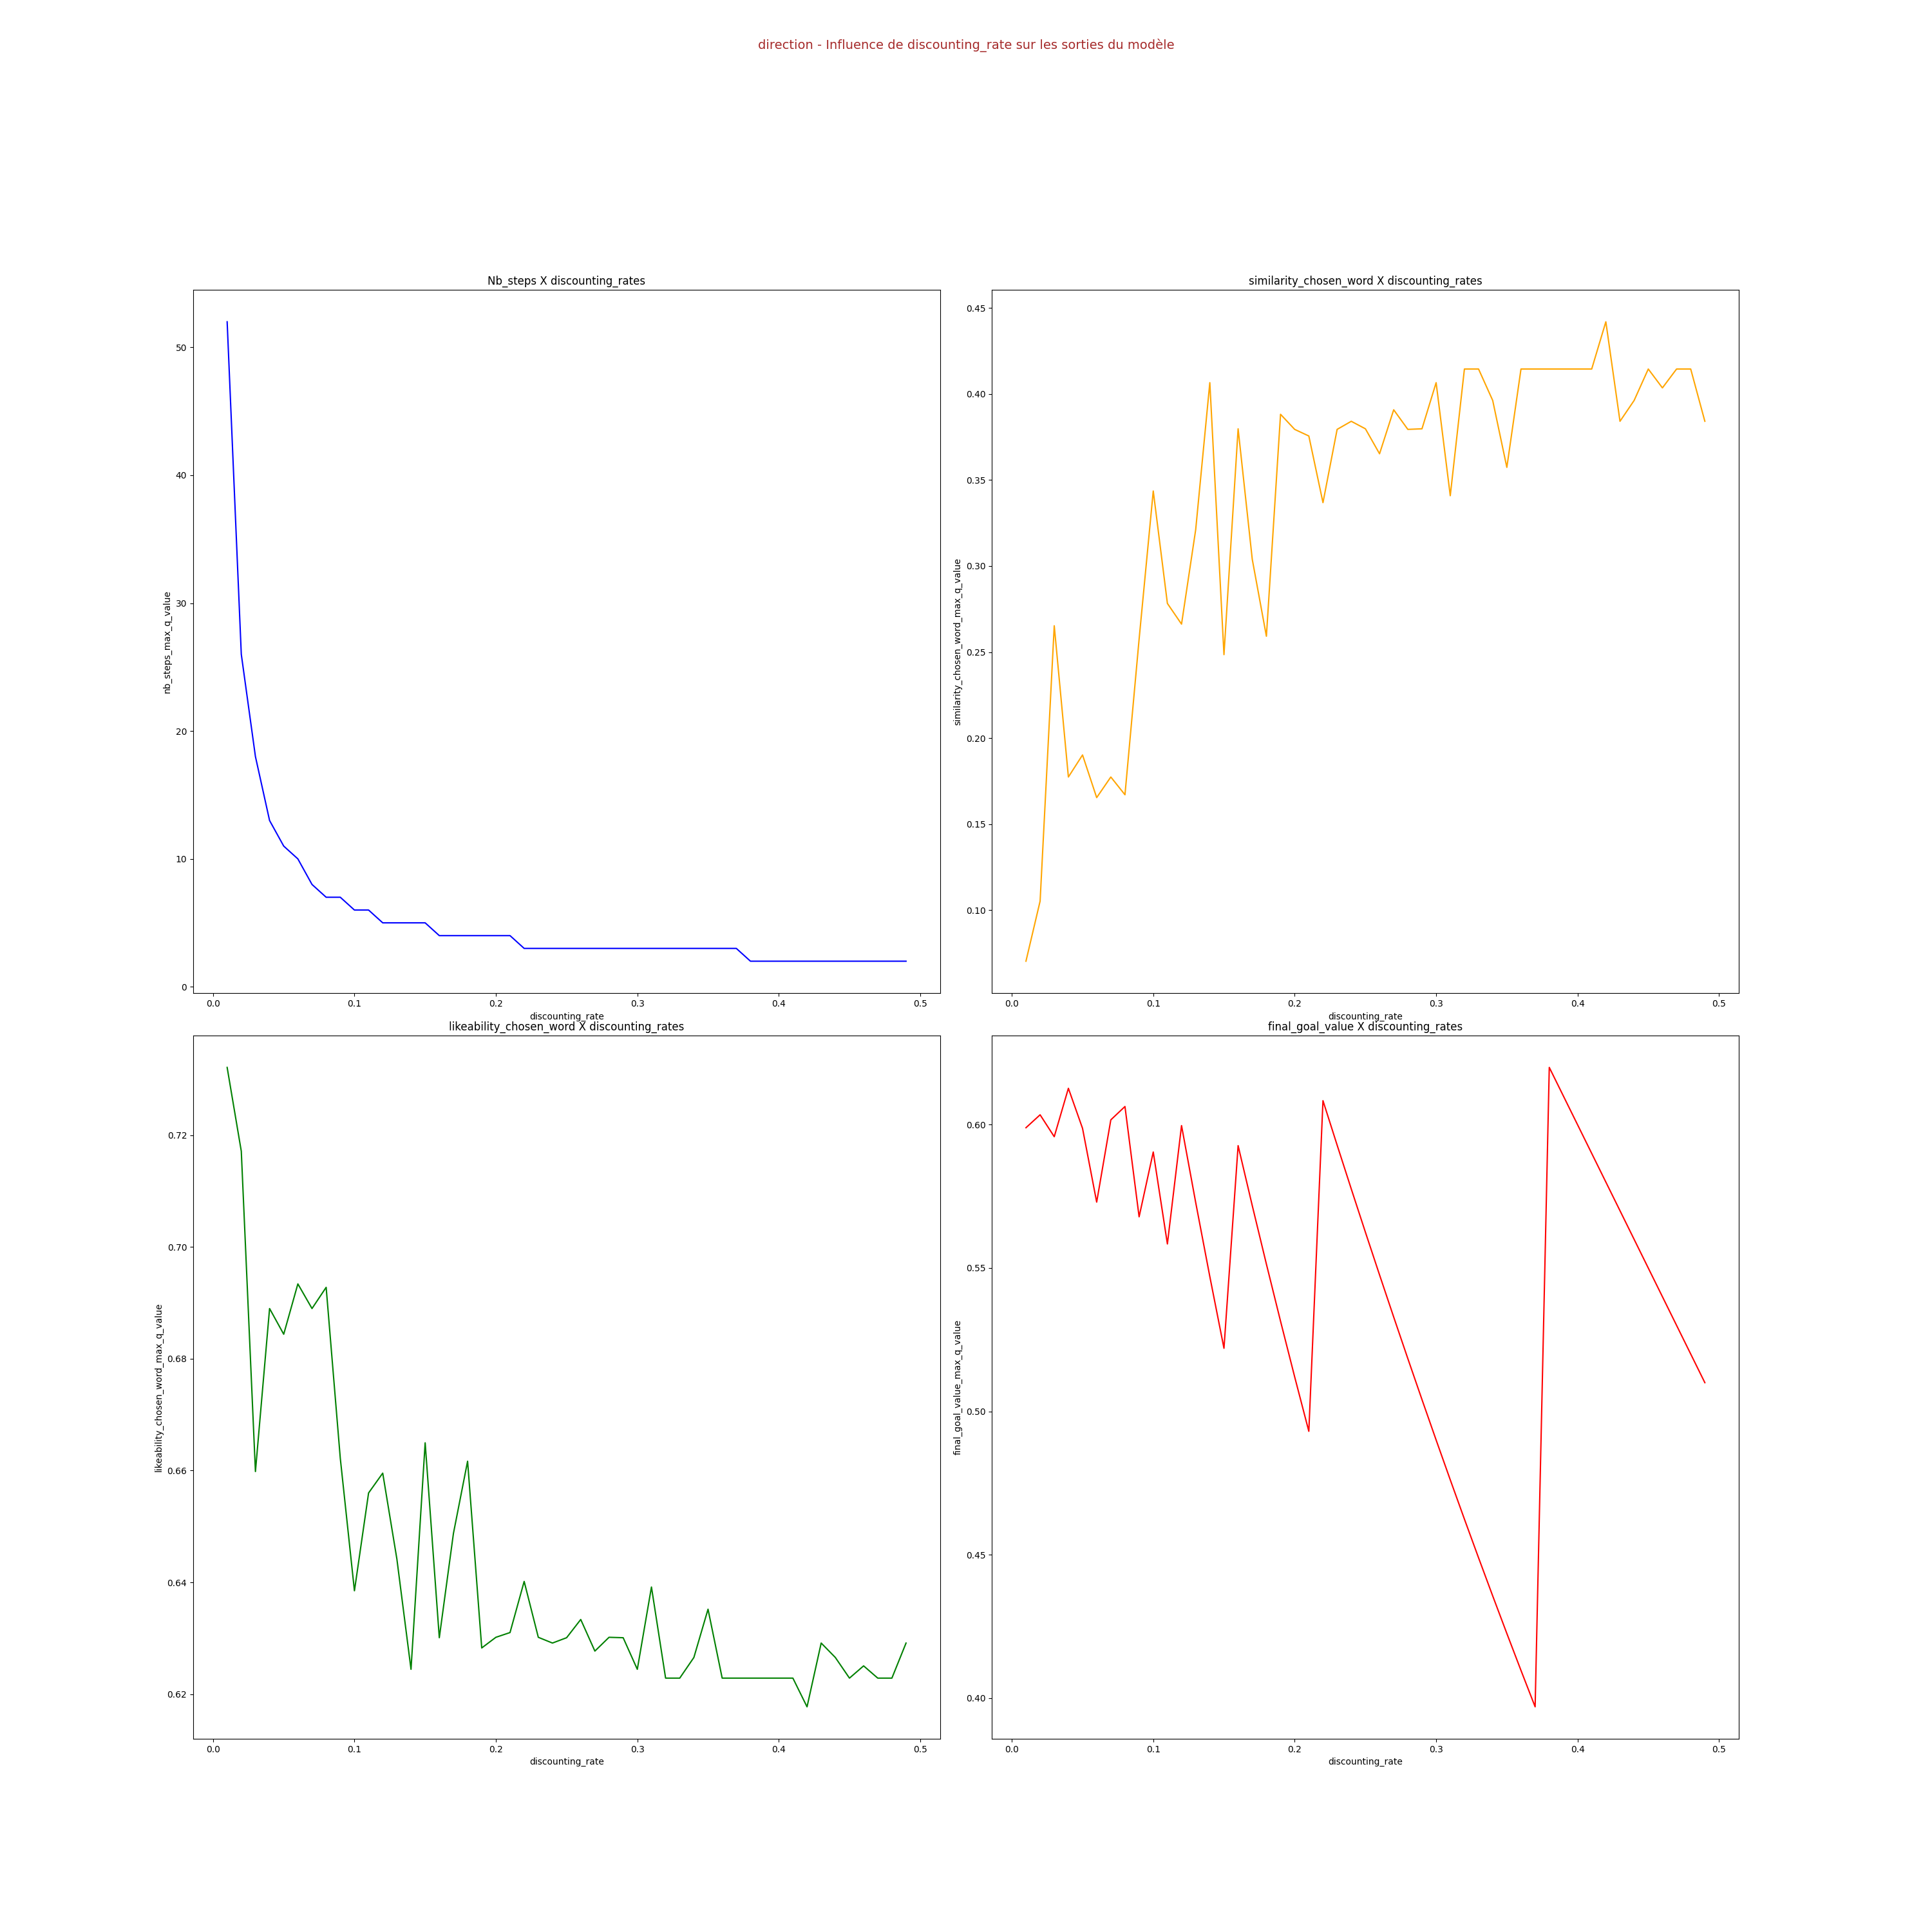 direction - Influence de discounting_rate sur les sorties du modèle
Nb_steps X discounting_rates
nb_steps_max_q_value
50
40
30
20
10
0
0.0 0.1 0.2 0.3 0.4 0.5
discounting_rate
similarity_chosen_word X discounting_rates
similarity_chosen_word_max_q_value
0.45
0.40
0.35
0.30
0.25
0.20
0.15
0.10
0.0 0.1 0.2 0.3 0.4 0.5
discounting_rate
likeability_chosen_word X discounting_rates
likeability_chosen_word_max_q_value
0.72
0.70
0.68
0.66
0.64
0.62
0.0 0.1 0.2 0.3 0.4 0.5
discounting_rate
final_goal_value X discounting_rates
final_goal_value_max_q_value
0.60
0.55
0.50
0.45
0.40
0.0 0.1 0.2 0.3 0.4 0.5
discounting_rate